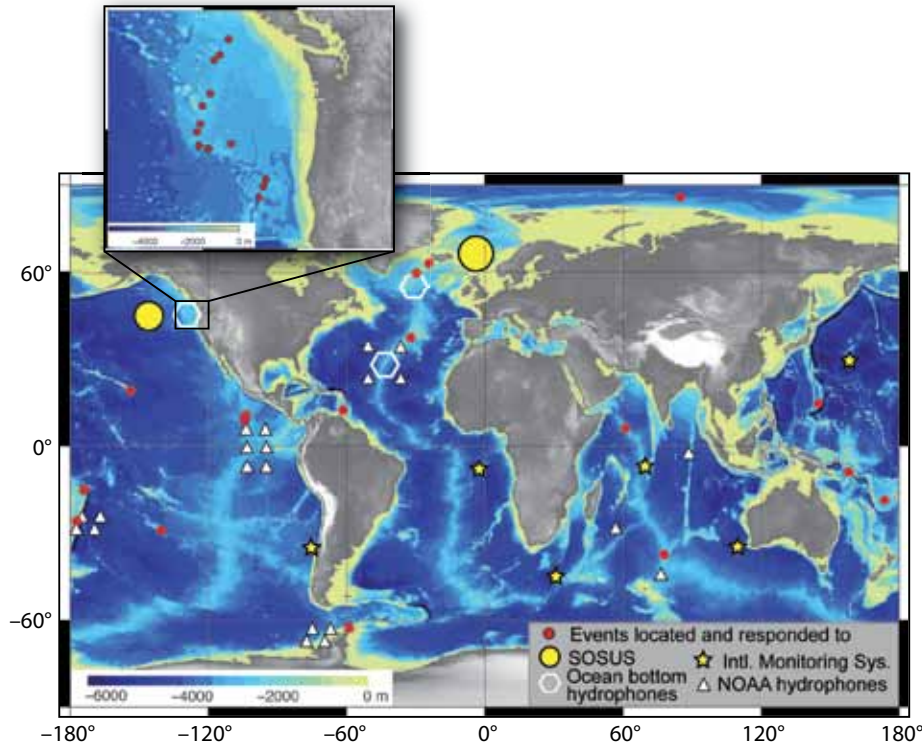 −4000 −2000 0 m
60°
0°
−60°
Events located and responded to
SOSUS
Intl. Monitoring Sys.
Ocean bottom
hydrophones
NOAA hydrophones
−6000 −4000 −2000 0 m
−180° −120° −60° 0° 60° 120° 180°